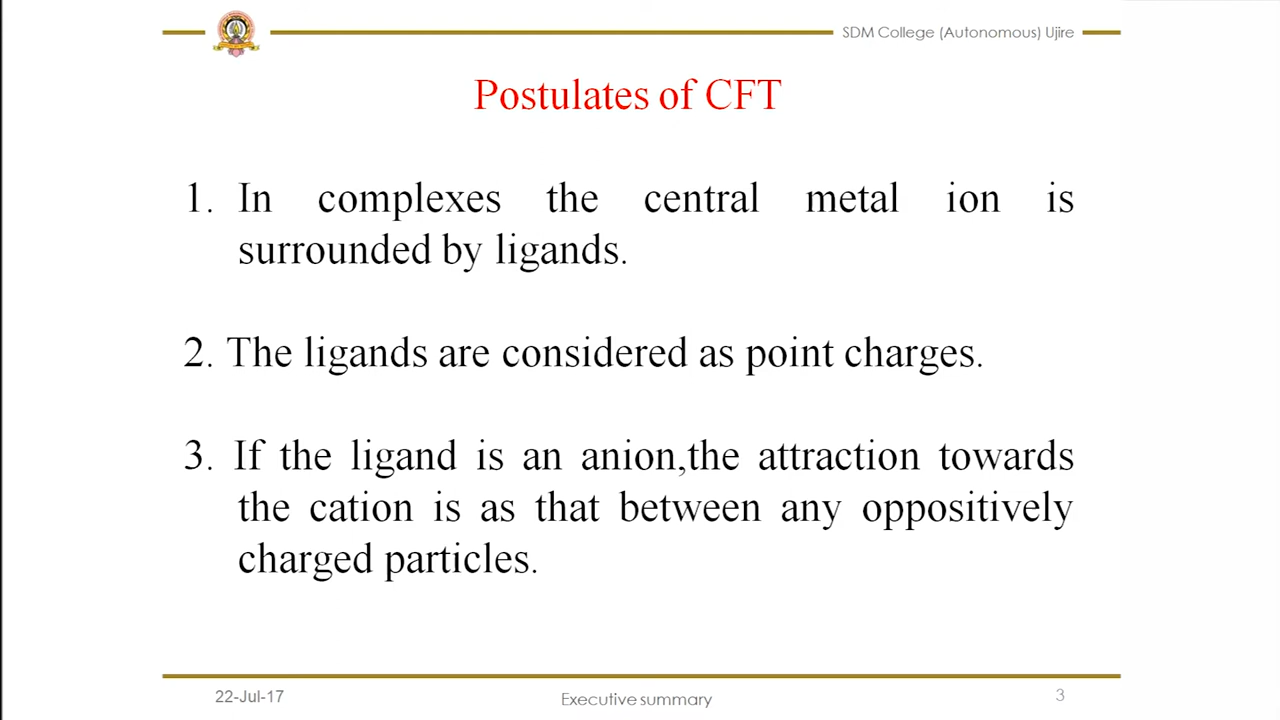 SDM College (Autonomous) Ujire
Postulates of CFT
1. In complexes the central metal ion is
surrounded by ligands.
2. The ligands are considered as point charges.
3. If the ligand is an anion,the attraction towards
the cation is as that between any oppositively
charged particles.
22-Jul-17
Executive summary
3